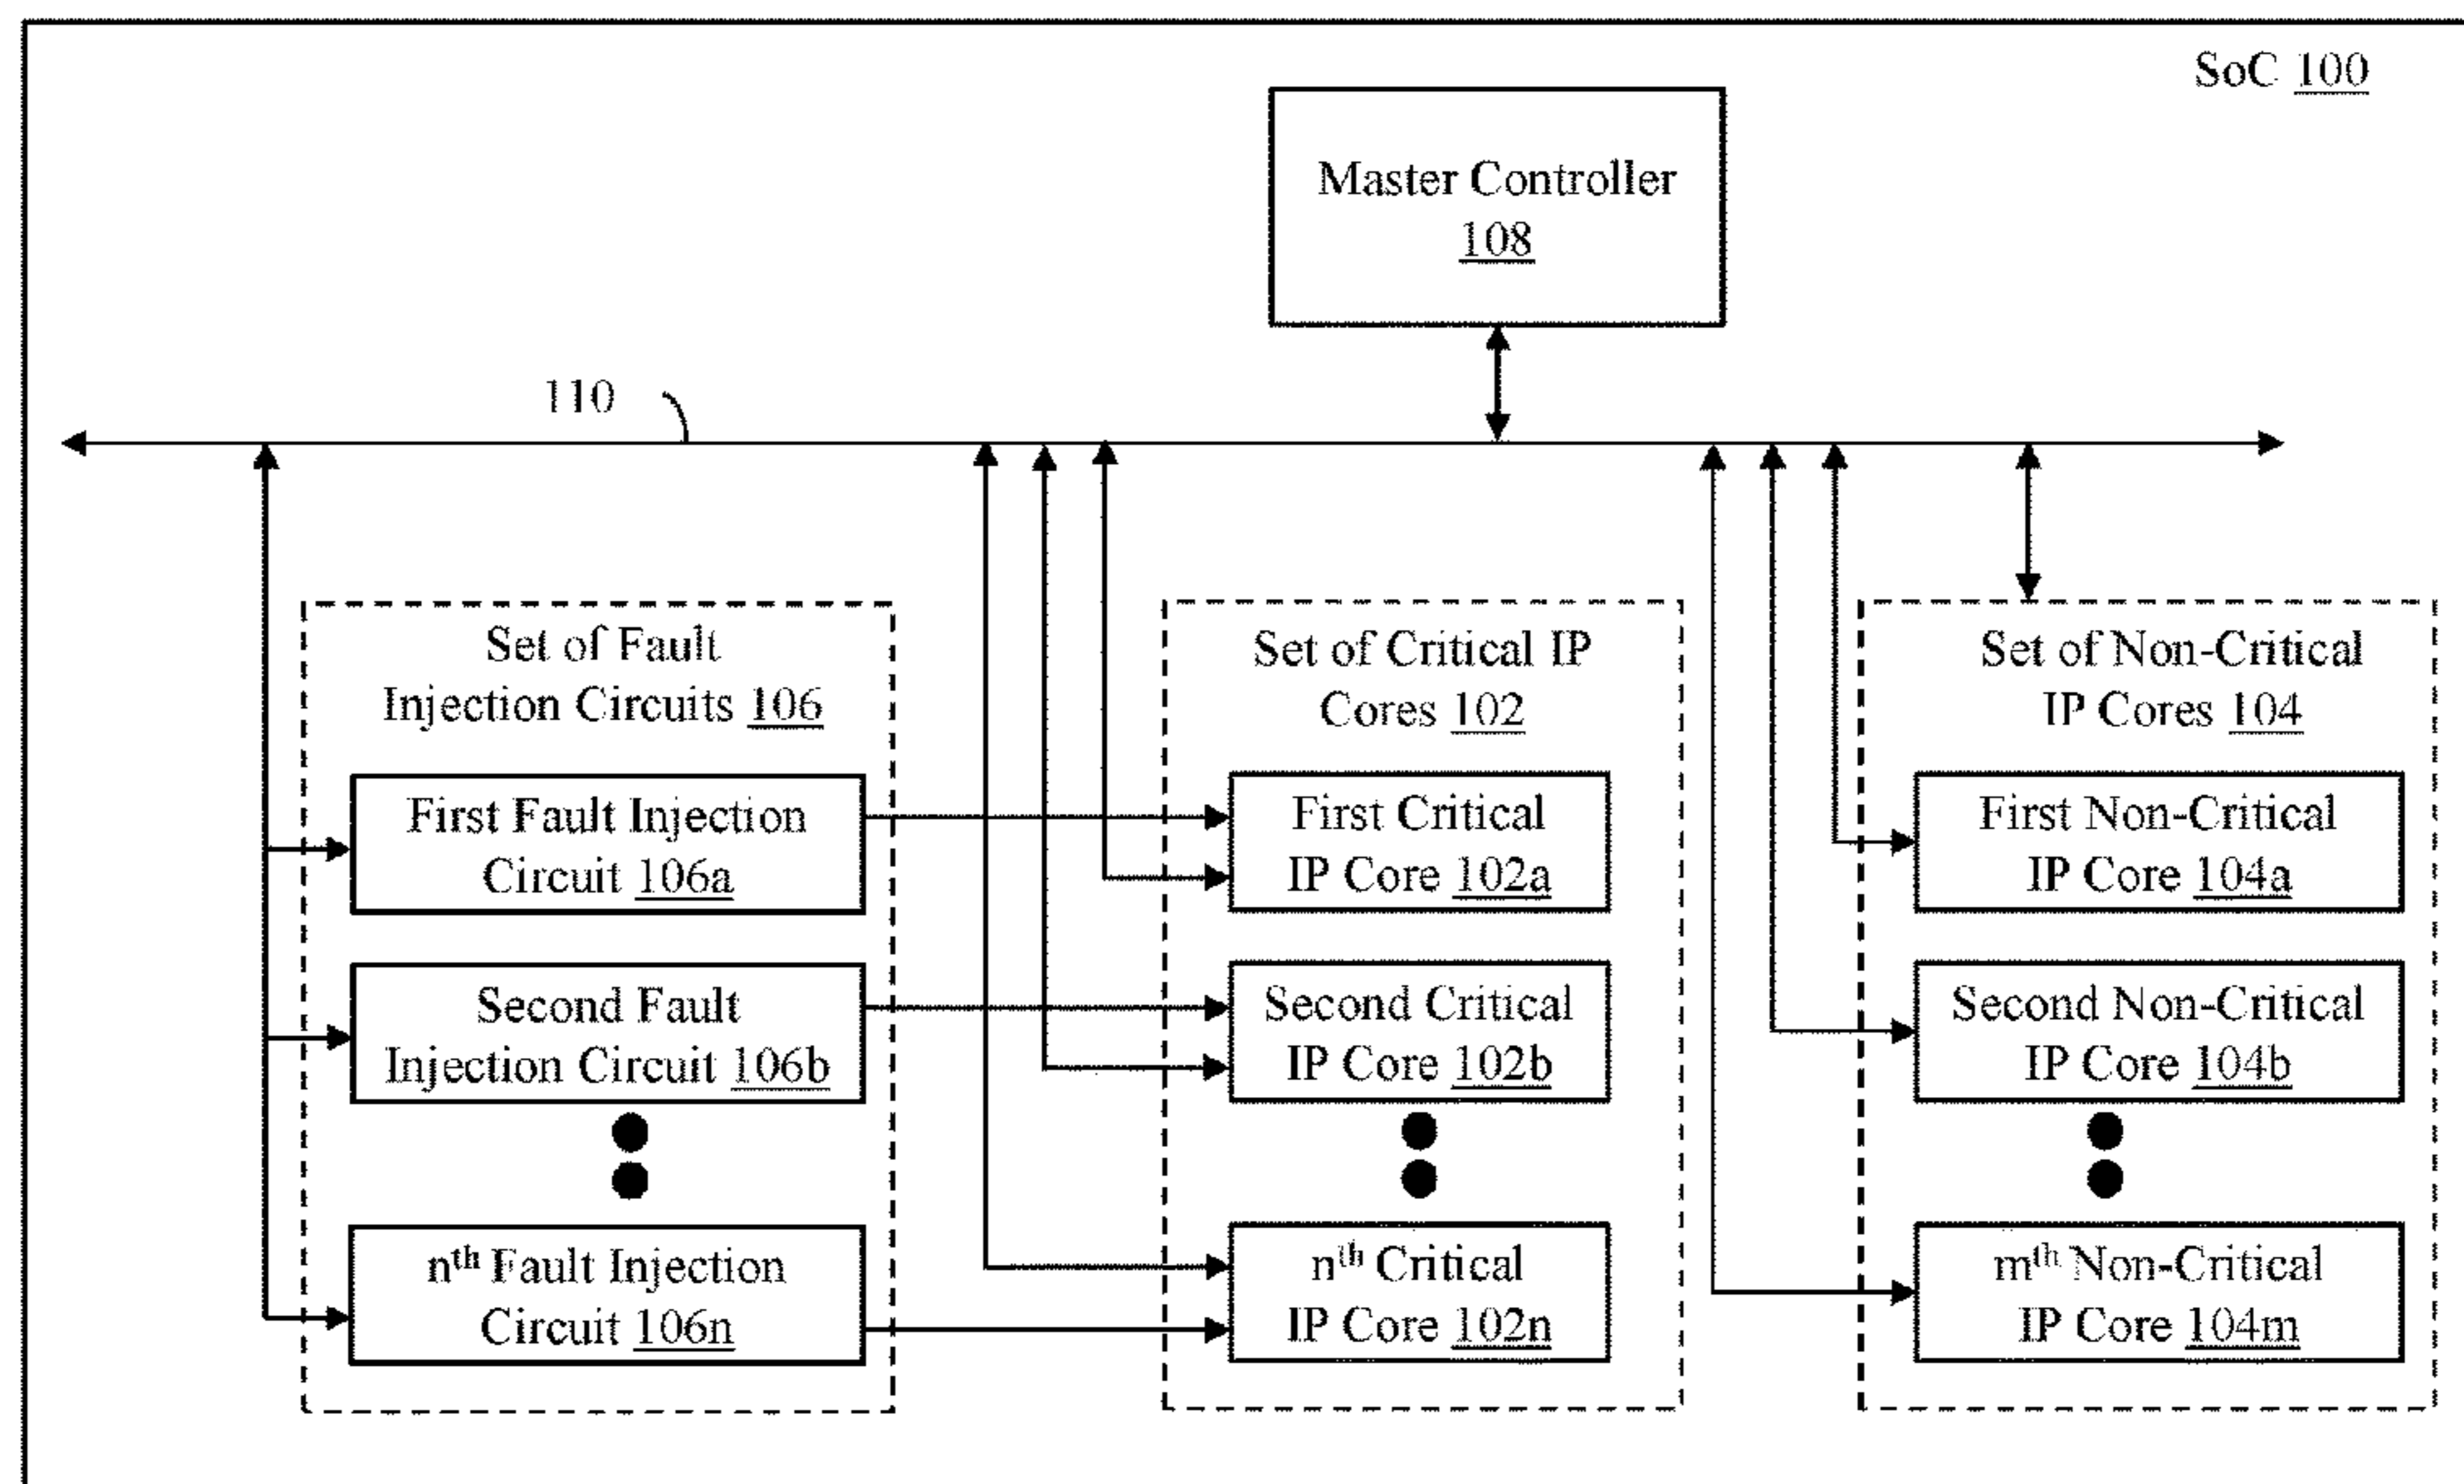 SoC 100
Master Controller
108
110
Set of Fault
Injection Circuits 106
First Fault Injection
Circuit 106a
Second Fault
Injection Circuit 106b
nth Fault Injection
Circuit 106n
Set of Critical IP
Cores 102
First Critical
IP Core 102a
Second Critical
IP Core 102b
nth Critical
IP Core 102n
Set of Non-Critical
IP Cores 104
First Non-Critical
IP Core 104a
Second Non-Critical
IP Core 104b
mth Non-Critical
IP Core 104m